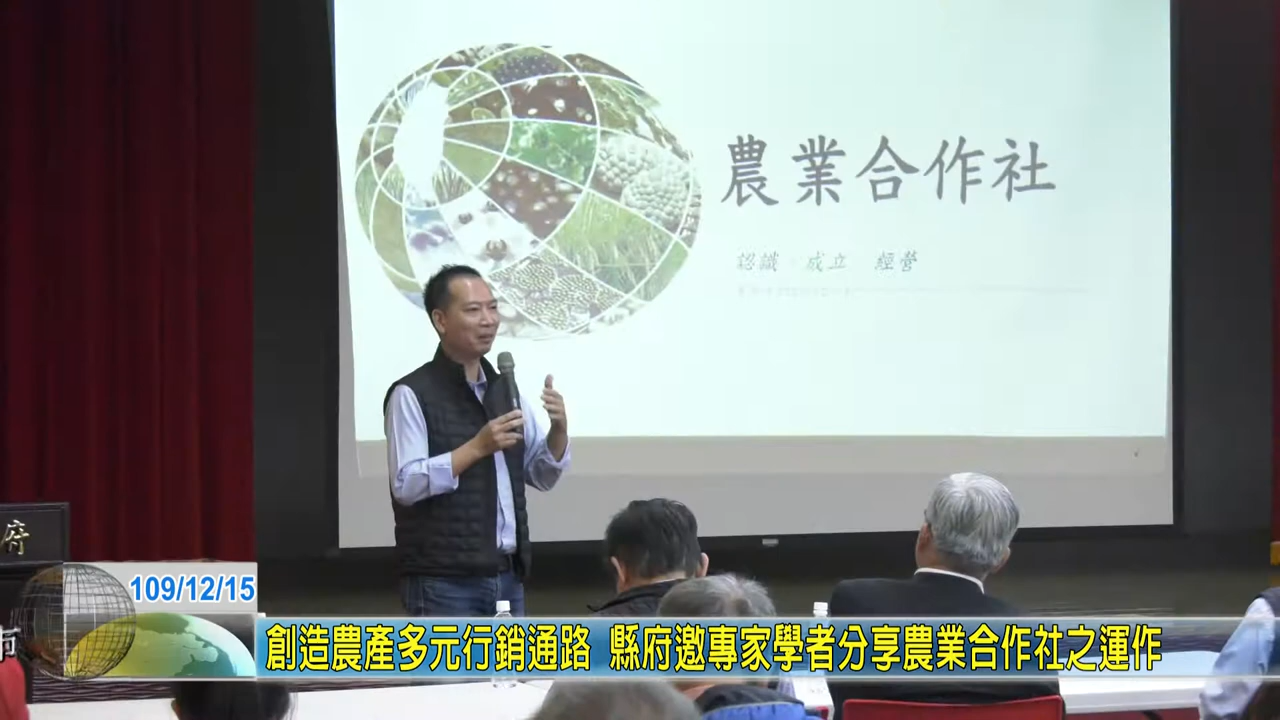 農業合作社
認識 成立 經營
府
109/12/15
市
創造農產多元行銷通路 縣府邀專家學者分享農業合作社之運作